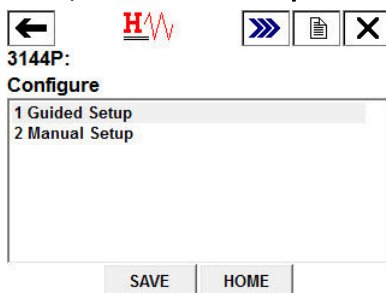 H
3144P:
Configure
1 Guided Setup
2 Manual Setup
SAVE HOME